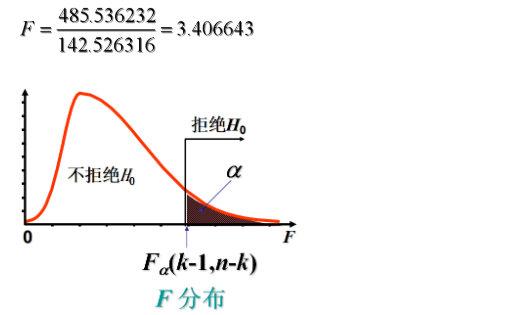 F = 485.536232 / 142.526316 = 3.406643
拒绝H₀
不拒绝H₀
α
0
F
Fα(k-1,n-k)
F 分布